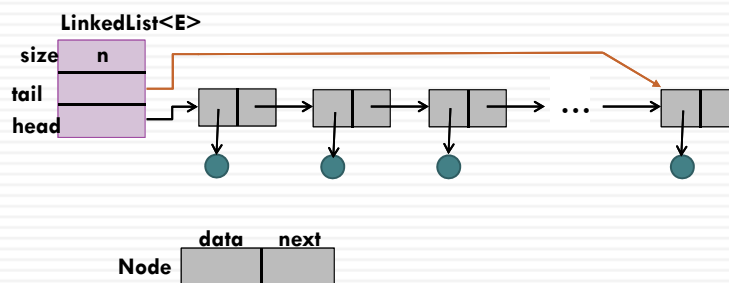 LinkedList<E>
size n
tail
head
...
data next
Node